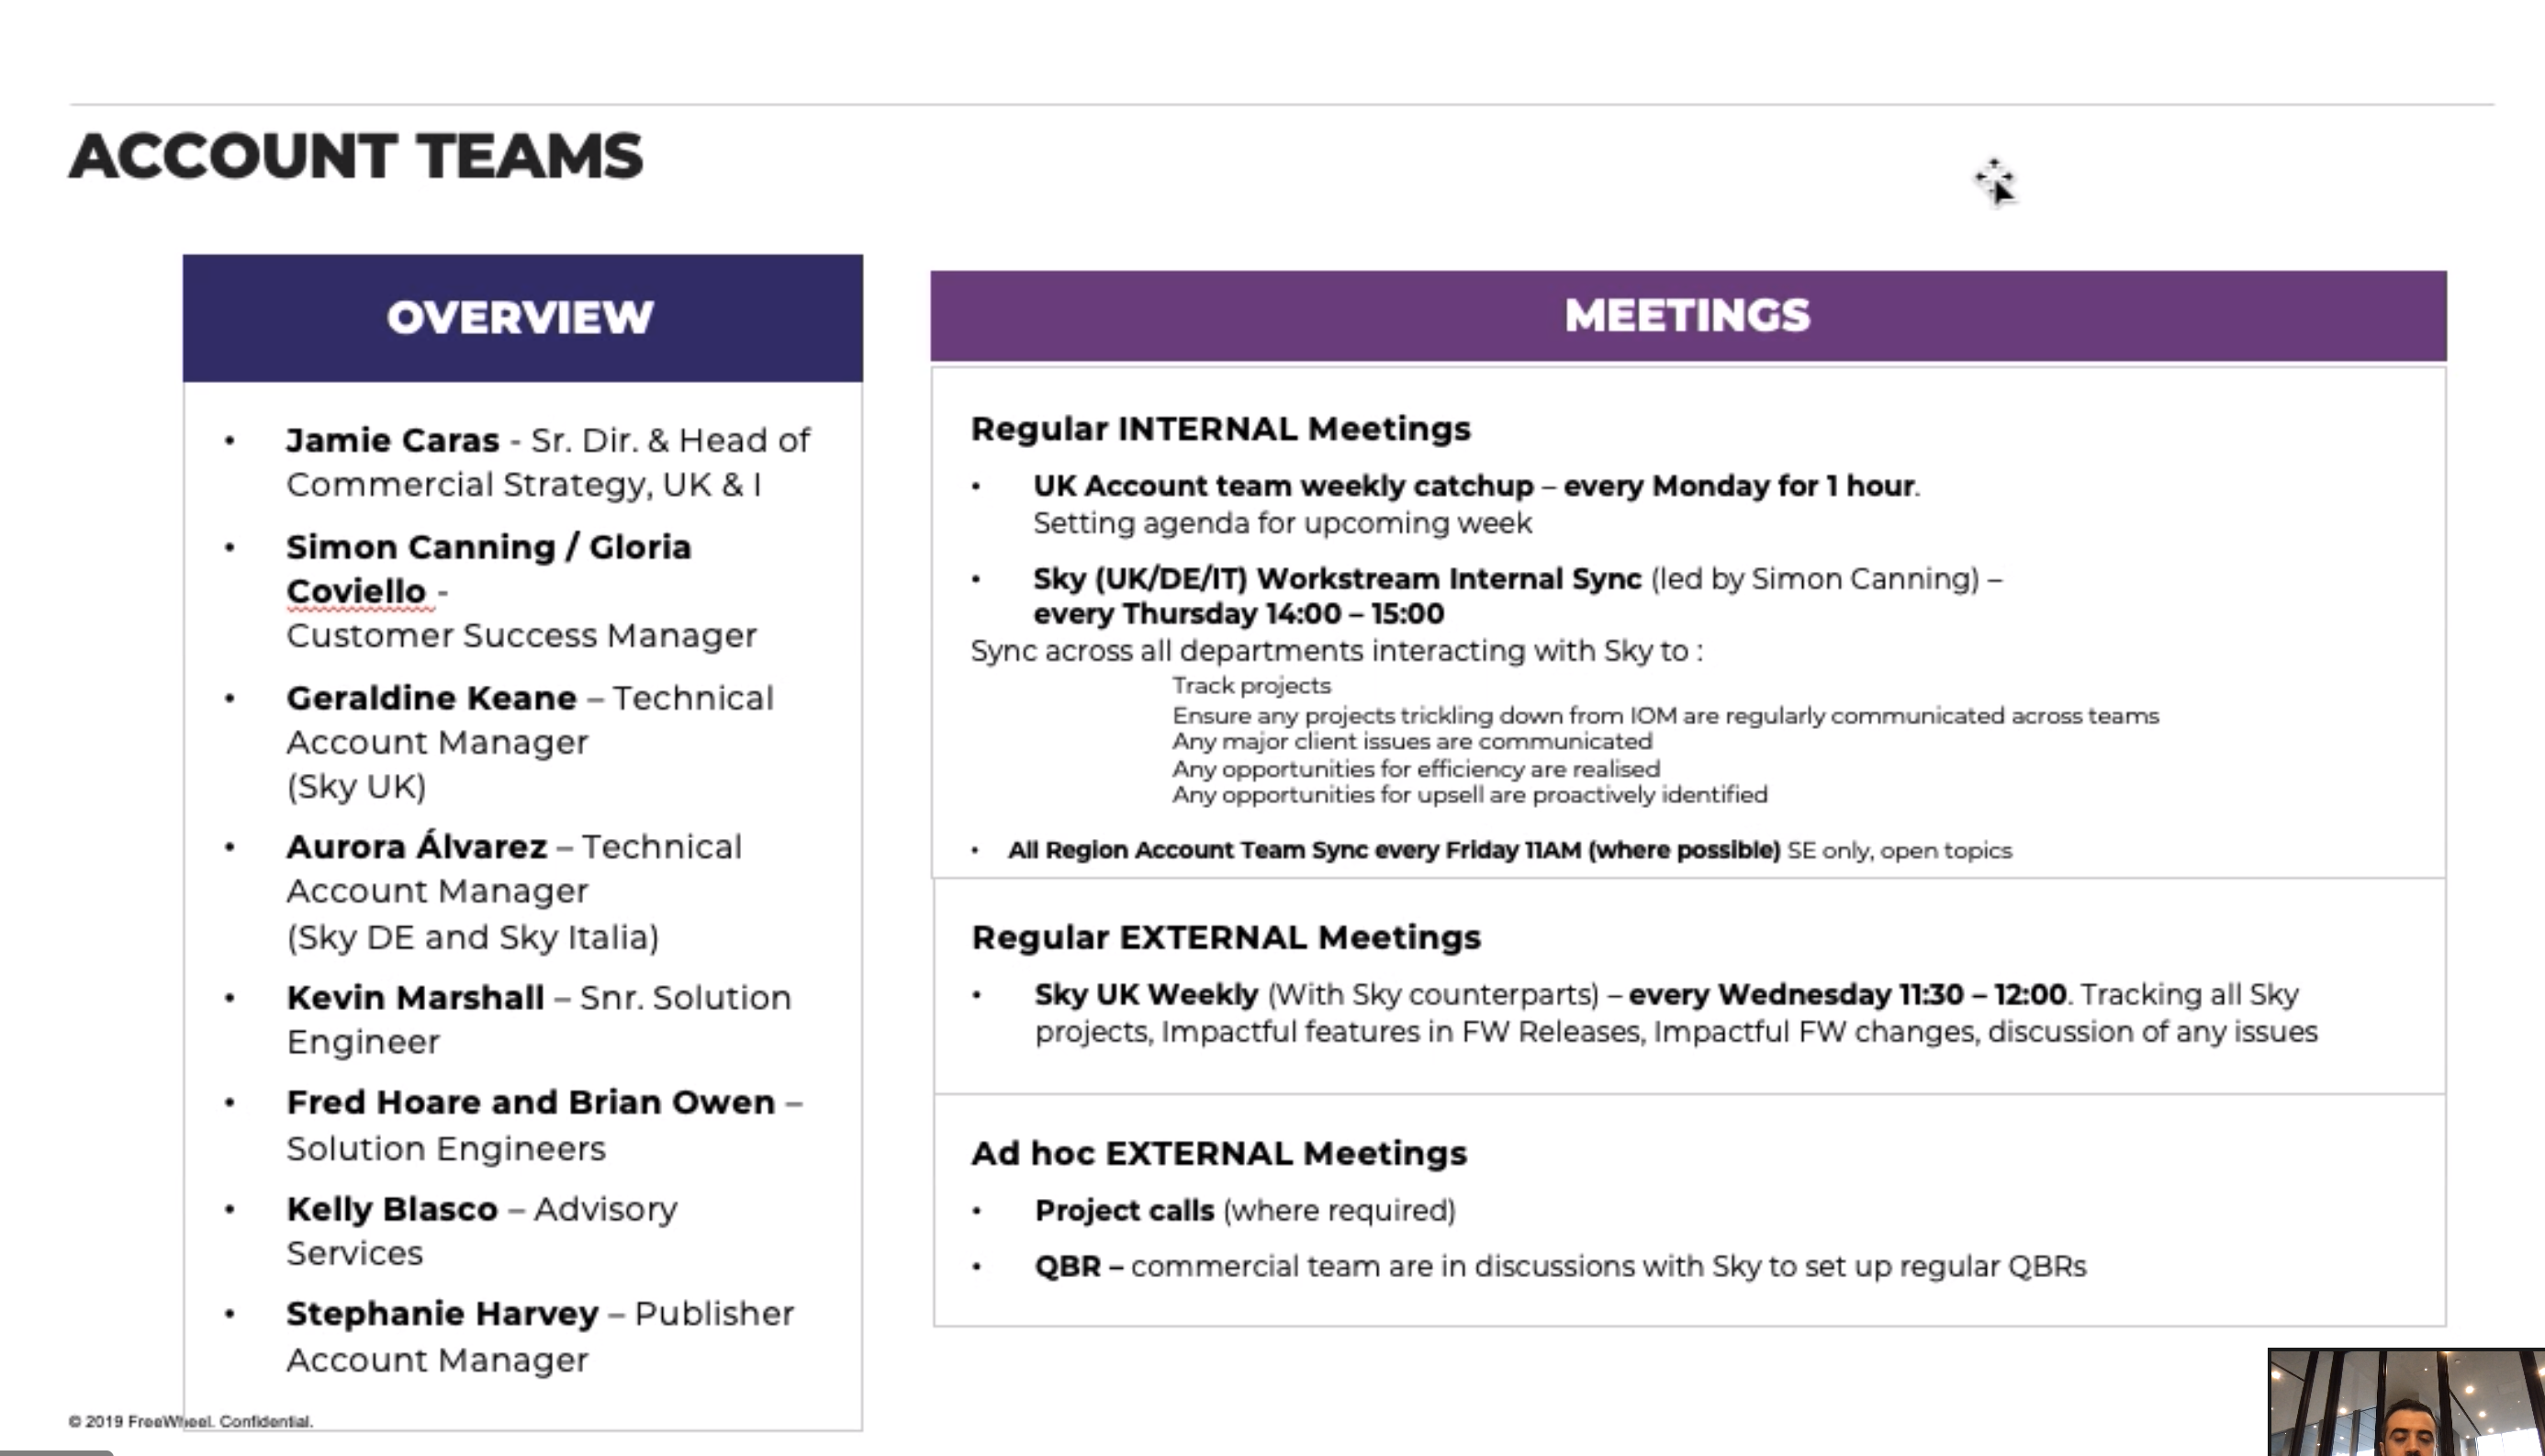 ACCOUNT TEAMS
OVERVIEW
• Jamie Caras - Sr. Dir. & Head of
Commercial Strategy, UK & I
• Simon Canning / Gloria
Coviello -
Customer Success Manager
• Geraldine Keane – Technical
Account Manager
(Sky UK)
• Aurora Álvarez – Technical
Account Manager
(Sky DE and Sky Italia)
• Kevin Marshall – Snr. Solution
Engineer
• Fred Hoare and Brian Owen –
Solution Engineers
• Kelly Blasco – Advisory
Services
• Stephanie Harvey – Publisher
Account Manager
MEETINGS
Regular INTERNAL Meetings
• UK Account team weekly catchup – every Monday for 1 hour.
Setting agenda for upcoming week
• Sky (UK/DE/IT) Workstream Internal Sync (led by Simon Canning) –
every Thursday 14:00 – 15:00
Sync across all departments interacting with Sky to :
Track projects
Ensure any projects trickling down from IOM are regularly communicated across teams
Any major client issues are communicated
Any opportunities for efficiency are realised
Any opportunities for upsell are proactively identified
• All Region Account Team Sync every Friday 11AM (where possible) SE only, open topics
Regular EXTERNAL Meetings
• Sky UK Weekly (With Sky counterparts) – every Wednesday 11:30 – 12:00. Tracking all Sky
projects, Impactful features in FW Releases, Impactful FW changes, discussion of any issues
Ad hoc EXTERNAL Meetings
• Project calls (where required)
• QBR – commercial team are in discussions with Sky to set up regular QBRs
© 2019 FreeWheel. Confidential.